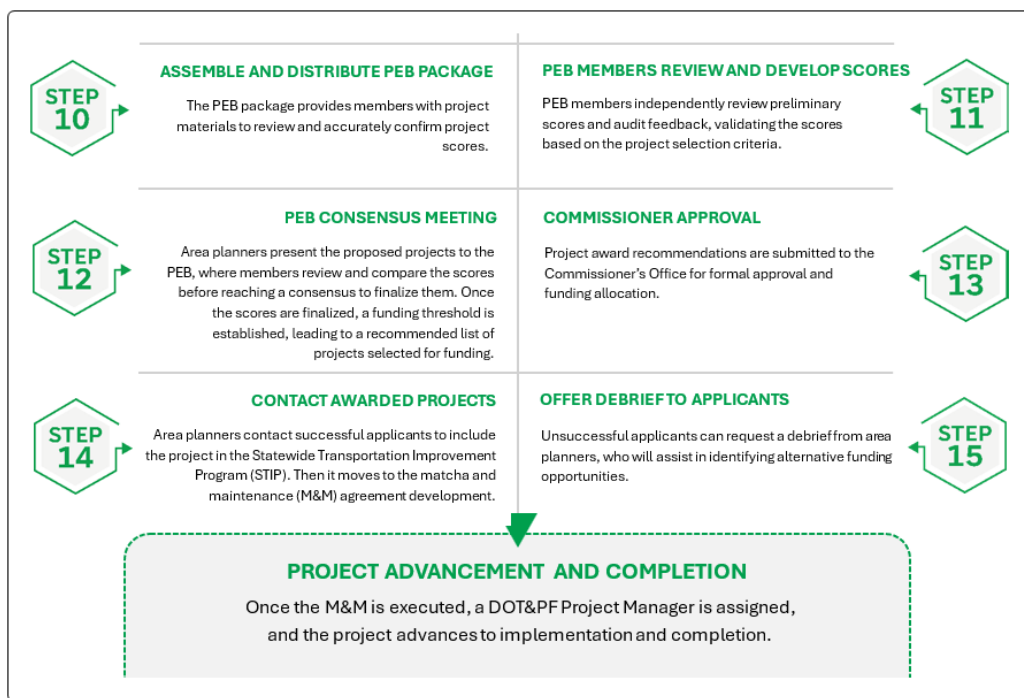 STEP
10
ASSEMBLE AND DISTRIBUTE PEB PACKAGE
The PEB package provides members with project
materials to review and accurately confirm project
scores.
PEB MEMBERS REVIEW AND DEVELOP SCORES
PEB members independently review preliminary
scores and audit feedback, validating the scores
based on the project selection criteria.
STEP
11
STEP
12
PEB CONSENSUS MEETING
Area planners present the proposed projects to the
PEB, where members review and compare the scores
before reaching a consensus to finalize them. Once
the scores are finalized, a funding threshold is
established, leading to a recommended list of
projects selected for funding.
COMMISSIONER APPROVAL
Project award recommendations are submitted to the
Commissioner's Office for formal approval and
funding allocation.
STEP
13
STEP
14
CONTACT AWARDED PROJECTS
Area planners contact successful applicants to include
the project in the Statewide Transportation Improvement
Program (STIP). Then it moves to the matcha and
maintenance (M&M) agreement development.
OFFER DEBRIEF TO APPLICANTS
Unsuccessful applicants can request a debrief from area
planners, who will assist in identifying alternative funding
opportunities.
STEP
15
PROJECT ADVANCEMENT AND COMPLETION
Once the M&M is executed, a DOT&PF Project Manager is assigned,
and the project advances to implementation and completion.